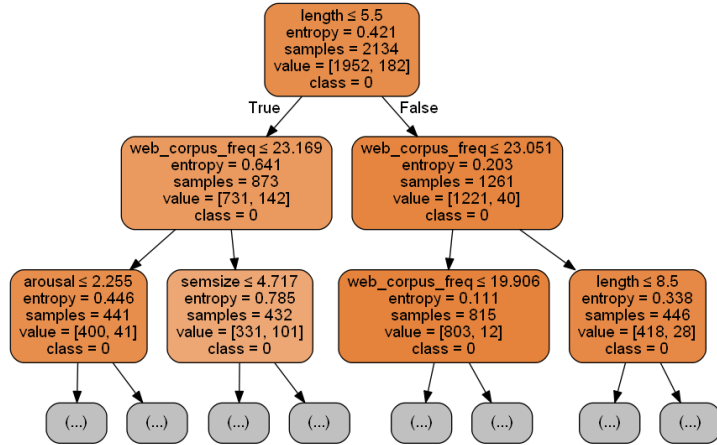 length ≤ 5.5
entropy = 0.421
samples = 2134
value = [1952, 182]
class = 0
True
False
web_corpus_freq ≤ 23.169
entropy = 0.641
samples = 873
value = [731, 142]
class = 0
web_corpus_freq ≤ 23.051
entropy = 0.203
samples = 1261
value = [1221, 40]
class = 0
arousal ≤ 2.255
entropy = 0.446
samples = 441
value = [400, 41]
class = 0
semsize ≤ 4.717
entropy = 0.785
samples = 432
value = [331, 101]
class = 0
web_corpus_freq ≤ 19.906
entropy = 0.111
samples = 815
value = [803, 12]
class = 0
length ≤ 8.5
entropy = 0.338
samples = 446
value = [418, 28]
class = 0
(...)
(...)
(...)
(...)
(...)
(...)
(...)
(...)